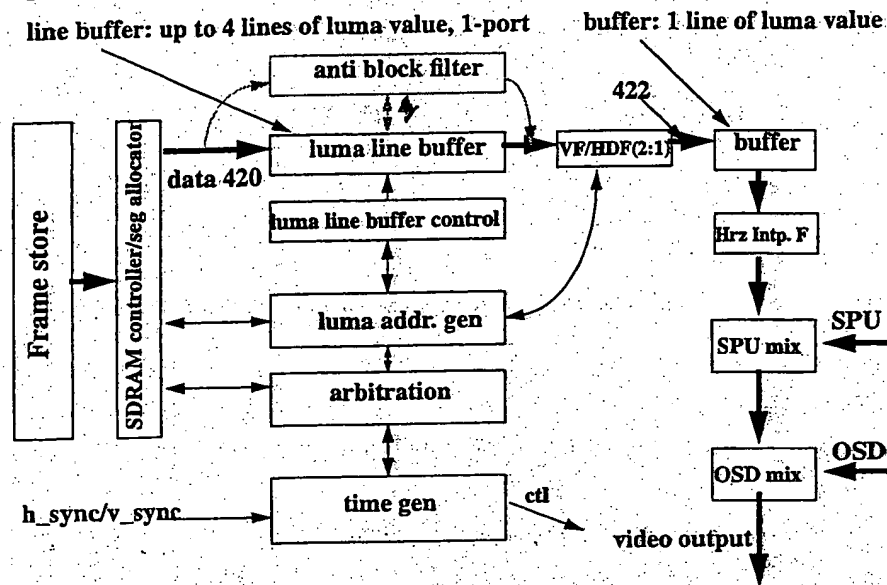 line buffer: up to 4 lines of luma value, 1-port
buffer: 1 line of luma value
anti block filter
422
luma line buffer
VF/HDF(2:1)
buffer
data 420
luma line buffer control
Hrz Intp. F
Frame store
SDRAM controller/seg allocator
luma addr. gen
SPU
SPU mix
arbitration
OSD
OSD mix
time gen
ctl
h_sync/v_sync
video output